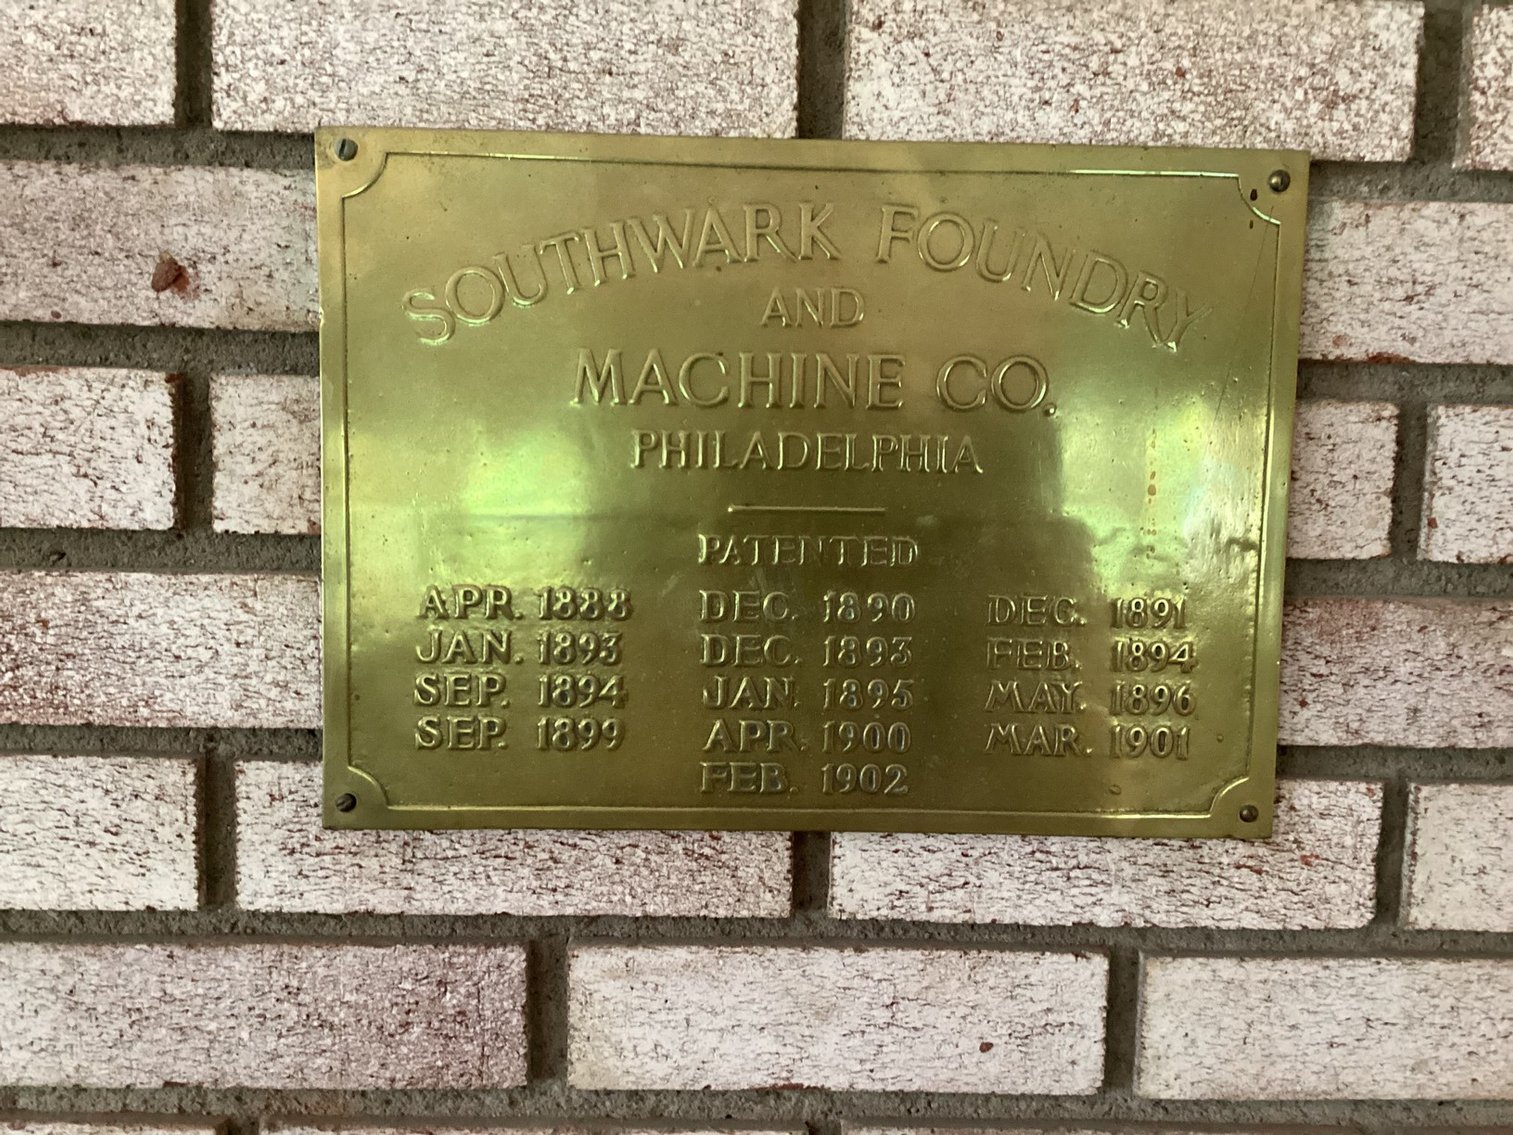 SOUTHWARK FOUNDRY
AND
MACHINE CO.
PHILADELPHIA
PATENTED
APR. 1888 DEC. 1890 DEC. 1891
JAN. 1893 DEC. 1893 FEB. 1894
SEP. 1894 JAN. 1895 MAY. 1896
SEP. 1899 APR. 1900 MAR. 1901
FEB. 1902